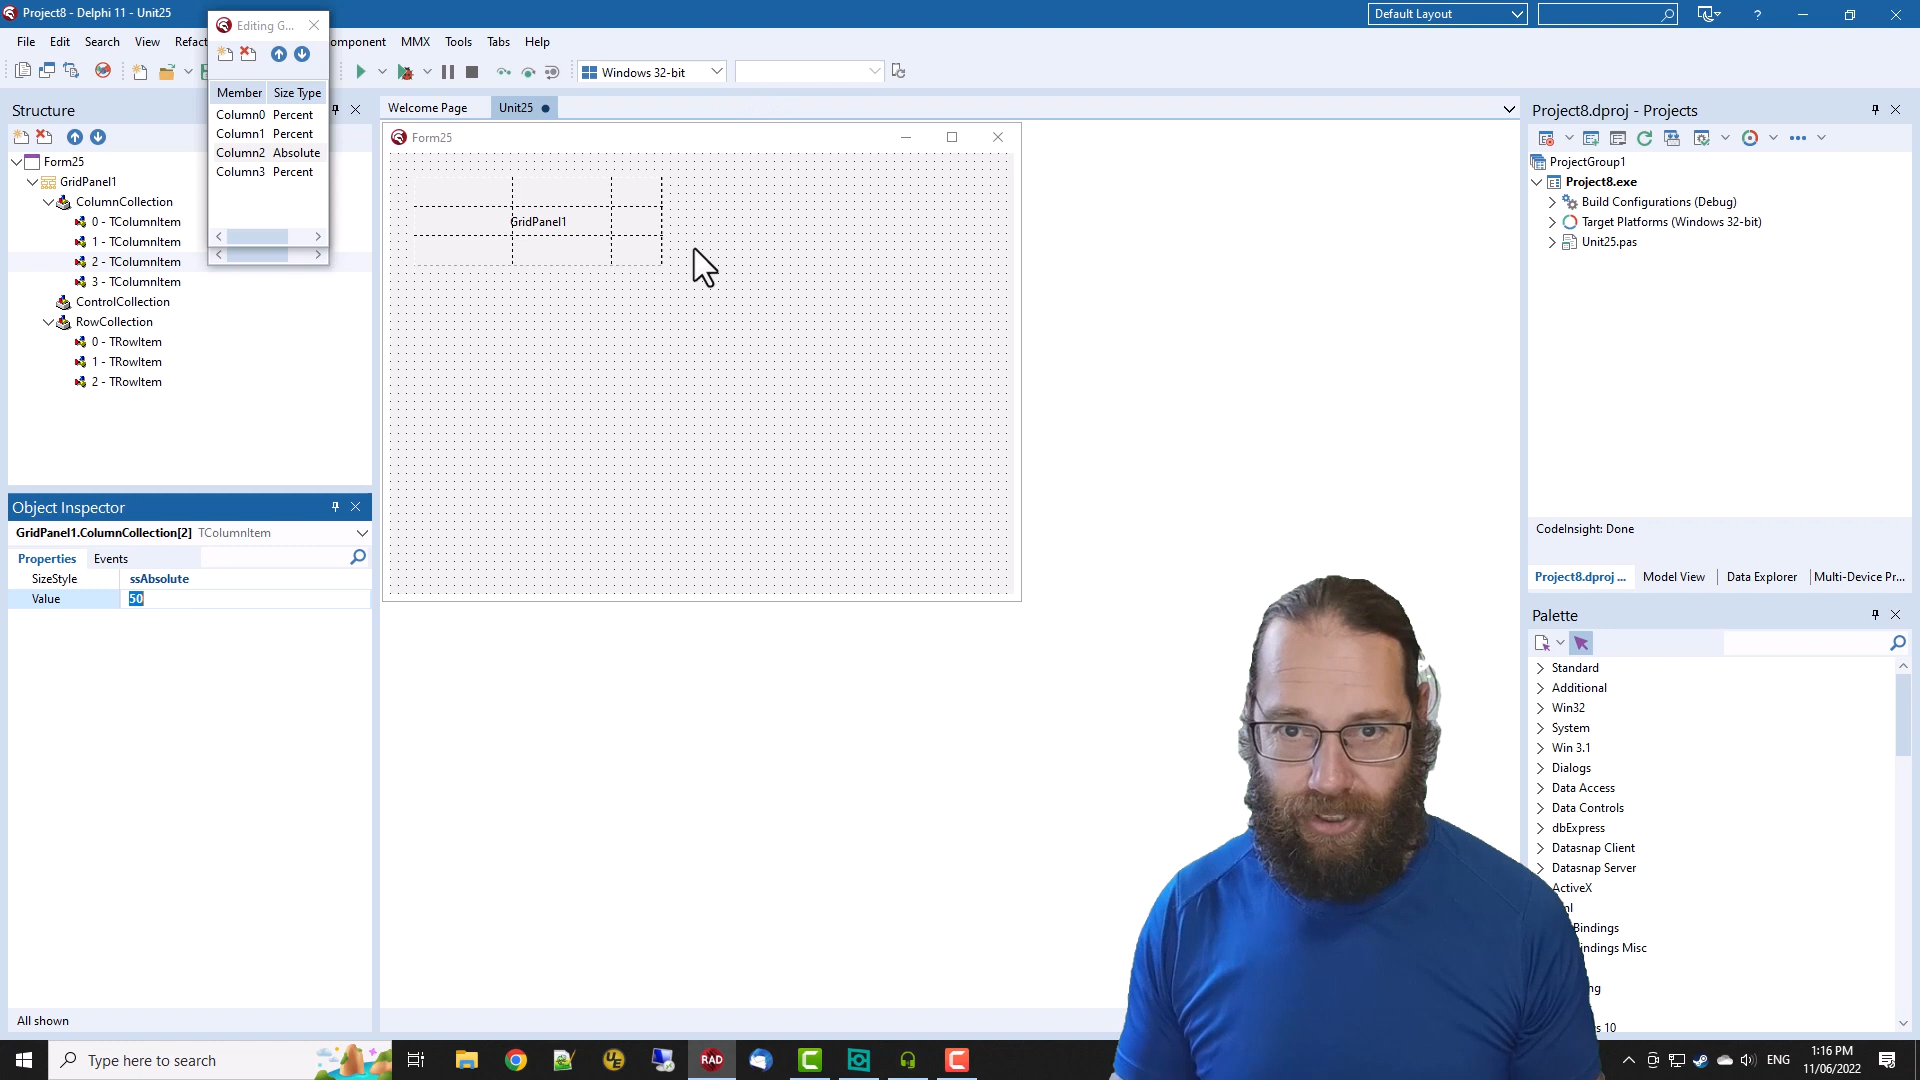 Project8 - Delphi 11 - Unit25
Default Layout
File Edit Search View Refact
omponent MMX Tools Tabs Help
Windows 32-bit
Editing G...
Member Size Type
Column0 Percent
Column1 Percent
Column2 Absolute
Column3 Percent
Structure
Form25
GridPanel1
ColumnCollection
0 - TColumnItem
1 - TColumnItem
2 - TColumnItem
3 - TColumnItem
ControlCollection
RowCollection
0 - TRowItem
1 - TRowItem
2 - TRowItem
Object Inspector
GridPanel1.ColumnCollection[2] TColumnItem
Properties Events
SizeStyle ssAbsolute
Value 50
All shown
Welcome Page Unit25
Form25
GridPanel1
Project8.dproj - Projects
ProjectGroup1
Project8.exe
Build Configurations (Debug)
Target Platforms (Windows 32-bit)
Unit25.pas
CodeInsight: Done
Project8.dproj ... Model View Data Explorer Multi-Device Pr...
Palette
Standard
Additional
Win32
System
Win 3.1
Dialogs
Data Access
Data Controls
dbExpress
Datasnap Client
Datasnap Server
ActiveX
Bindings
indings Misc
ng
s 10
Type here to search
UE
RAD
ENG
1:16 PM
11/06/2022